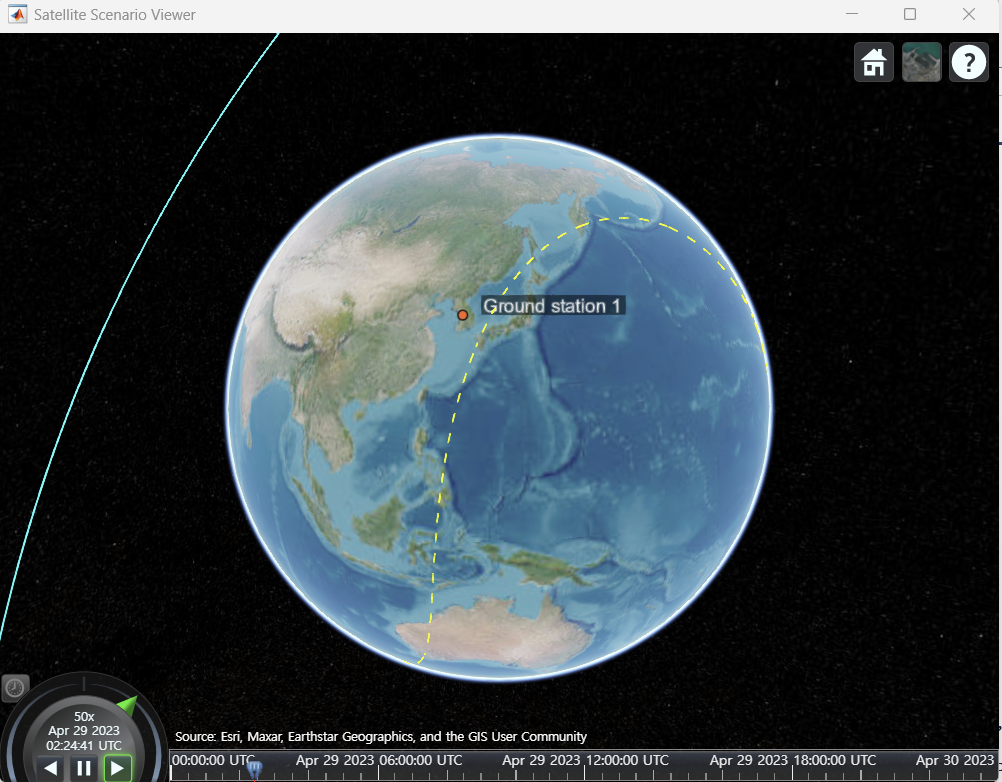 Satellite Scenario Viewer
?
Ground station 1
50x
Apr 29 2023
02:24:41 UTC
Source: Esri, Maxar, Earthstar Geographics, and the GIS User Community
00:00:00 UTC Apr 29 2023 06:00:00 UTC Apr 29 2023 12:00:00 UTC Apr 29 2023 18:00:00 UTC Apr 30 2023